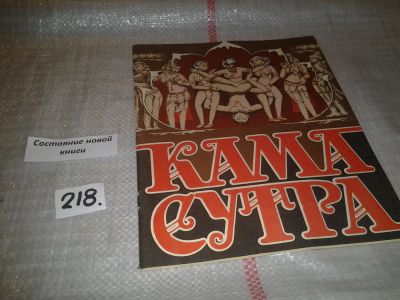 Состояние новой
книги
218.
КАМА
СУТРА